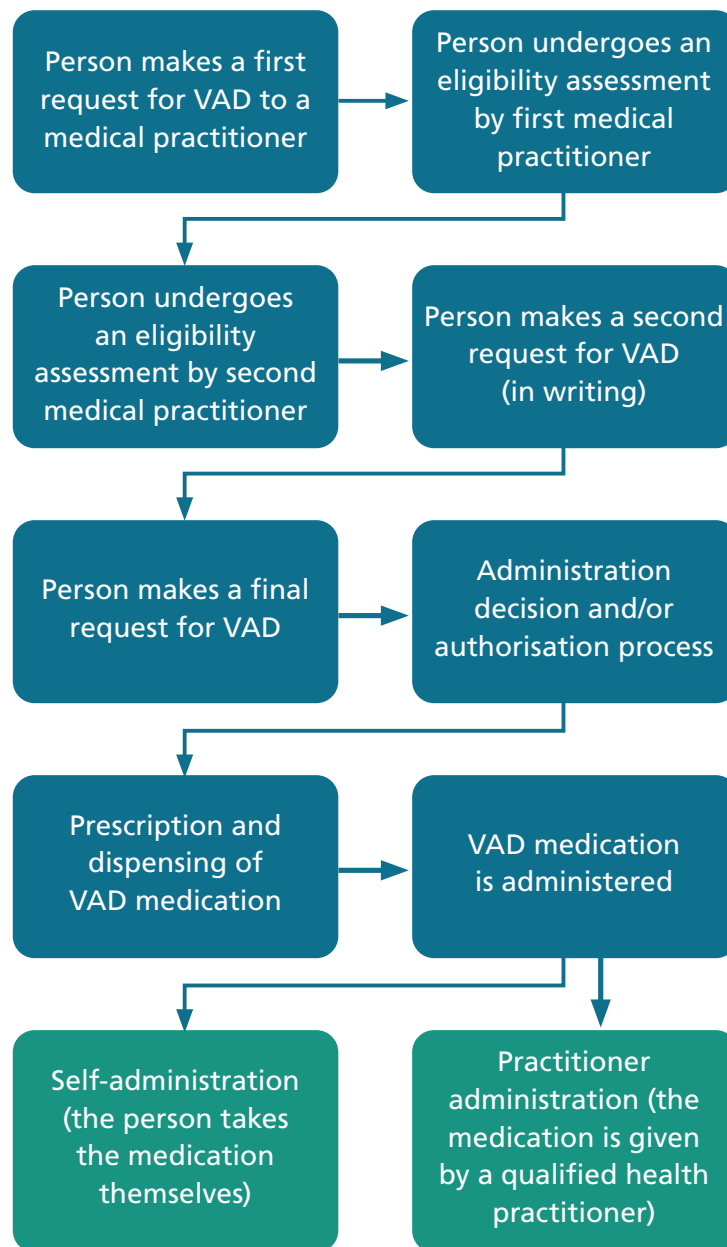 Person makes a first
request for VAD to a
medical practitioner
Person undergoes an
eligibility assessment
by first medical
practitioner
Person undergoes
an eligibility
assessment by second
medical practitioner
Person makes a second
request for VAD
(in writing)
Person makes a final
request for VAD
Administration
decision and/or
authorisation process
Prescription and
dispensing of
VAD medication
VAD medication
is administered
Self-administration
(the person takes
the medication
themselves)
Practitioner
administration (the
medication is given
by a qualified health
practitioner)